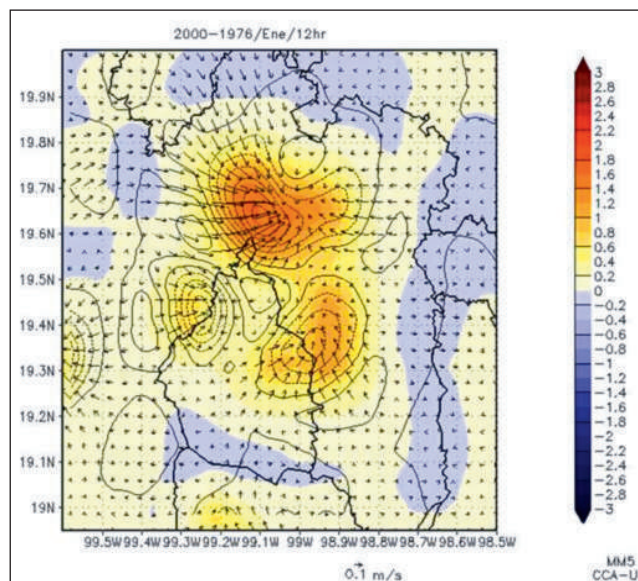 2000-1976/Ene/12hr
19.9N
19.8N
19.7N
19.6N
19.5N
19.4N
19.3N
19.2N
19.1N
19N
99.5W 99.4W 99.3W 99.2W 99.1W 99W 98.9W 98.8W 98.7W 98.6W 98.5W
0.1 m/s
3
2.8
2.6
2.4
2.2
2
1.8
1.6
1.4
1.2
1
0.8
0.6
0.4
0.2
0
-0.2
-0.4
-0.6
-0.8
-1
-1.2
-1.4
-1.6
-1.8
-2
-2.2
-2.4
-2.6
-2.8
-3
MM5
CCA-U